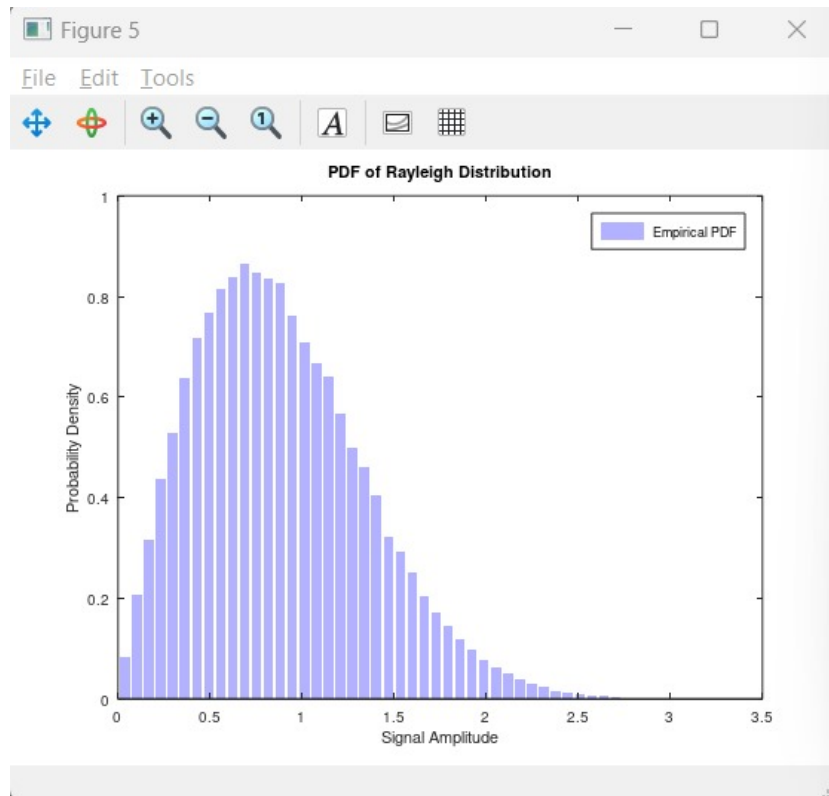 Figure 5
File Edit Tools
1 A
PDF of Rayleigh Distribution
Empirical PDF
1
0.8
0.6
0.4
0.2
0
Probability Density
0 0.5 1 1.5 2 2.5 3 3.5
Signal Amplitude